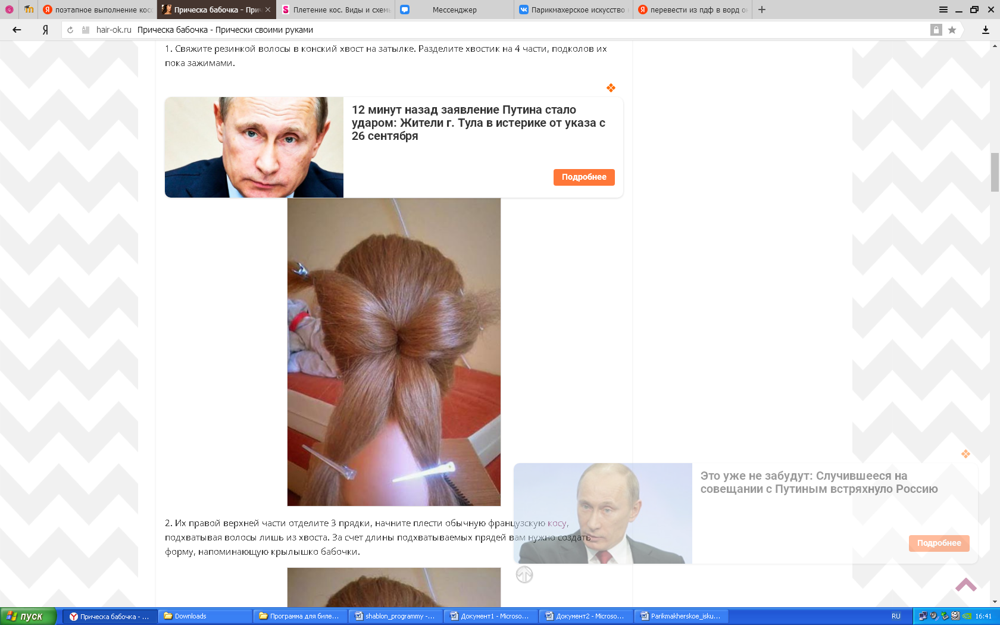 поэтапное выполнение кос
Прическа бабочка - При
Плетение кос. Виды и схемы
Мессенджер
Парикмахерское искусство
перевести из пдф в ворд о
hair-ok.ru Прическа бабочка - Прически своими руками
1. Свяжите резинкой волосы в конский хвост на затылке. Разделите хвостик на 4 части, подколов их
пока зажимами.
12 минут назад заявление Путина стало
ударом: Жители г. Тула в истерике от указа с
26 сентября
Подробнее
Это уже не забудут: Случившееся на
совещании с Путиным встряхнуло Россию
Подробнее
2. Их правой верхней части отделите 3 прядки, начните плести обычную французскую косу,
подхватывая волосы лишь из хвоста. За счет длины подхватываемых прядей вам нужно создать
форму, напоминающую крылышко бабочки.
пуск
Прическа бабочка - ...
Downloads
Программа для биле...
shablon_programmy -...
Документ1 - Microso...
Документ2 - Microso...
Parikmakherskoe_isku...
RU
16:41